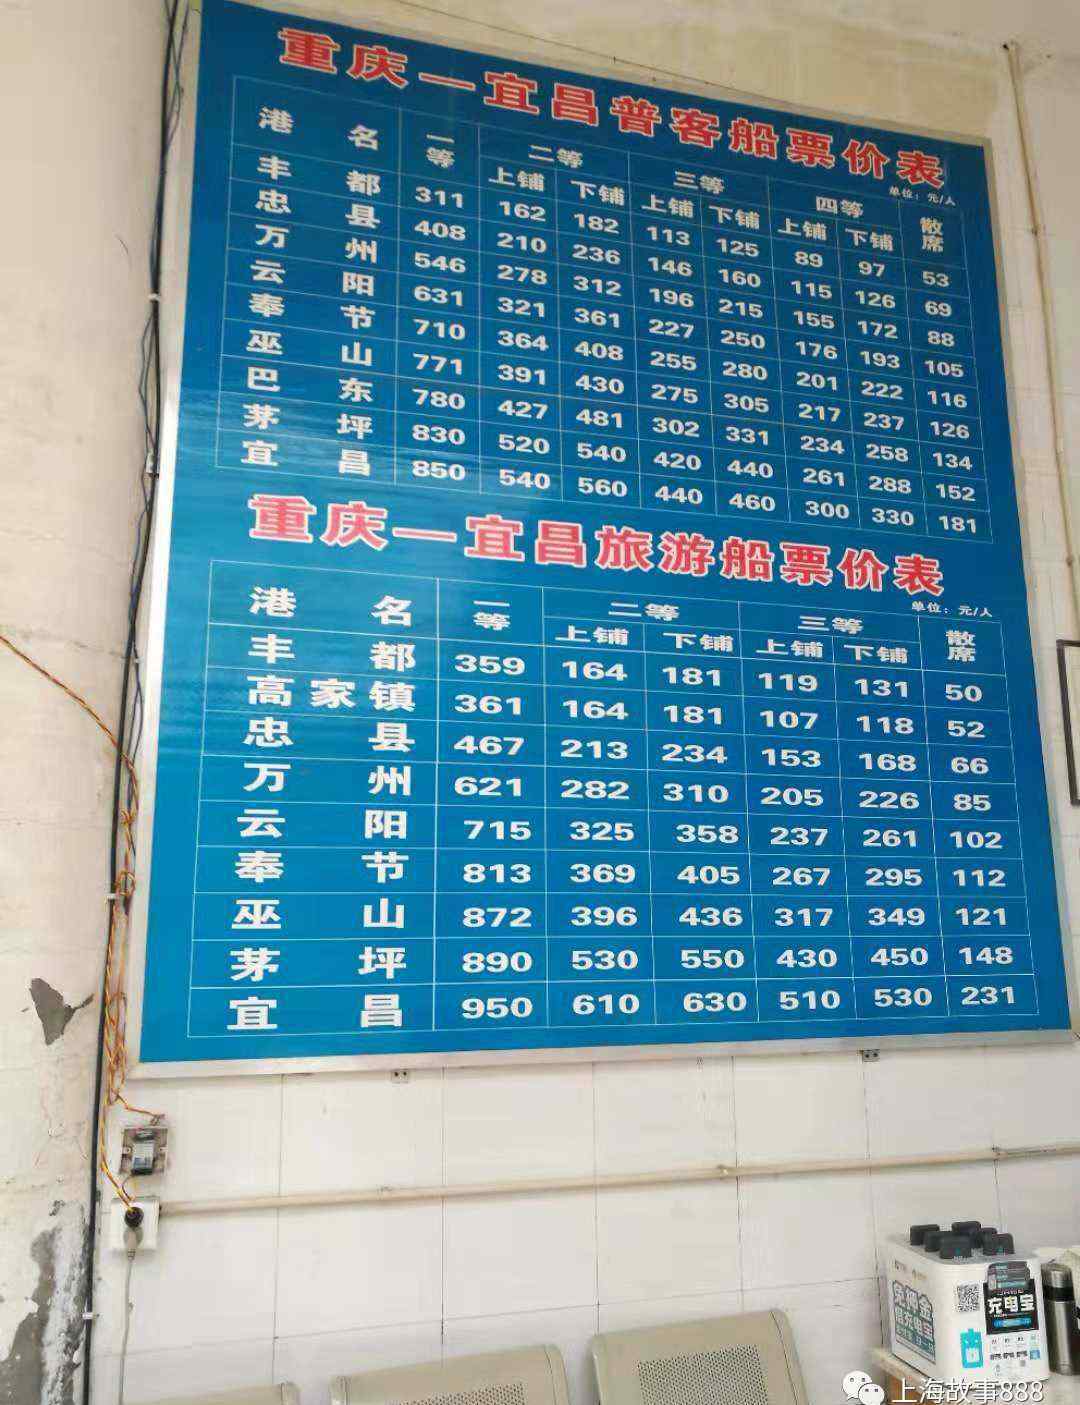 重庆—宜昌普客船票价表
单位：元/人
港名 一等 二等 三等 四等 散席
上铺 下铺 上铺 下铺 上铺 下铺
丰都 311 162 182 113 125 89 97 53
忠县 408 210 236 146 160 115 126 69
万州 546 278 312 196 215 155 172 88
云阳 631 321 361 227 250 176 193 105
奉节 710 364 408 255 280 201 222 116
巫山 771 391 430 275 305 217 237 126
巴东 780 427 481 302 331 234 258 134
茅坪 830 520 540 420 440 261 288 152
宜昌 850 540 560 440 460 300 330 181
重庆—宜昌旅游船票价表
单位：元/人
港名 一等 二等 三等 散席
上铺 下铺 上铺 下铺
丰都 359 164 181 119 131 50
高家镇 361 164 181 107 118 52
忠县 467 213 234 153 168 66
万州 621 282 310 205 226 85
云阳 715 325 358 237 261 102
奉节 813 369 405 267 295 112
巫山 872 396 436 317 349 121
茅坪 890 530 550 430 450 148
宜昌 950 610 630 510 530 231
免押金
充电宝
上海故事888